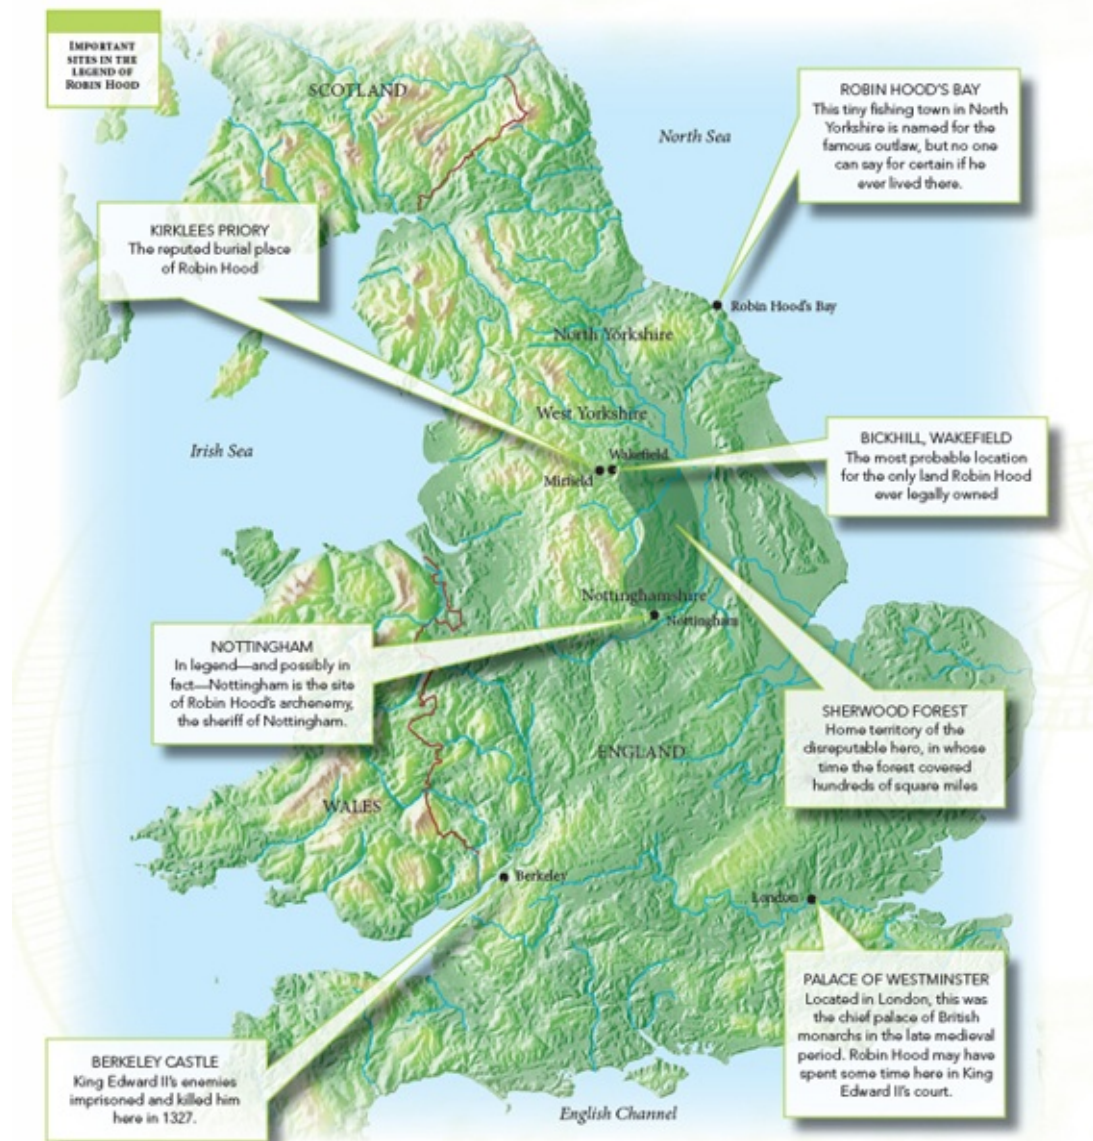 IMPORTANT
SITES IN THE
LEGEND OF
ROBIN HOOD
SCOTLAND
North Sea
ROBIN HOOD'S BAY
This tiny fishing town in North
Yorkshire is named for the
famous outlaw, but no one
can say for certain if he
ever lived there.
KIRKLEES PRIORY
The reputed burial place
of Robin Hood
Robin Hood's Bay
North Yorkshire
West Yorkshire
Irish Sea
BICKHILL, WAKEFIELD
The most probable location
for the only land Robin Hood
ever legally owned
Wakefield
Mirfield
Nottinghamshire
Nottingham
NOTTINGHAM
In legend—and possibly in
fact—Nottingham is the site
of Robin Hood's archenemy,
the sheriff of Nottingham.
SHERWOOD FOREST
Home territory of the
disreputable hero, in whose
time the forest covered
hundreds of square miles
ENGLAND
WALES
Berkeley
London
PALACE OF WESTMINSTER
Located in London, this was
the chief palace of British
monarchs in the late medieval
period. Robin Hood may have
spent some time here in King
Edward II's court.
BERKELEY CASTLE
King Edward II's enemies
imprisoned and killed him
here in 1327.
English Channel